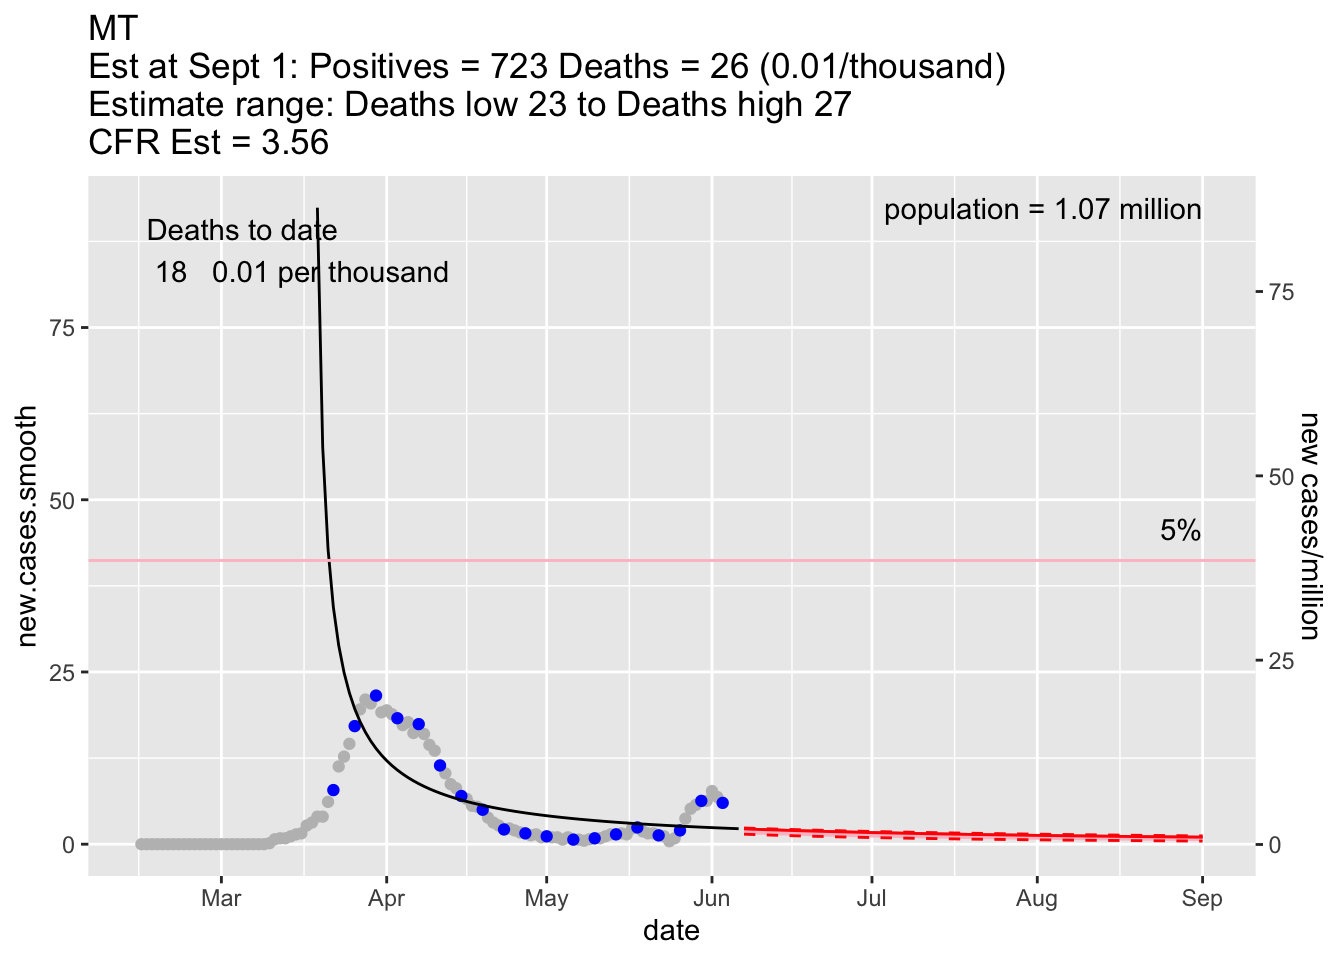 MT
Est at Sept 1: Positives = 723 Deaths = 26 (0.01/thousand)
Estimate range: Deaths low 23 to Deaths high 27
CFR Est = 3.56
Deaths to date
18 0.01 per thousand
population = 1.07 million
5%
new.cases.smooth
75
50
25
0
new cases/million
75
50
25
0
Mar Apr May Jun Jul Aug Sep
date